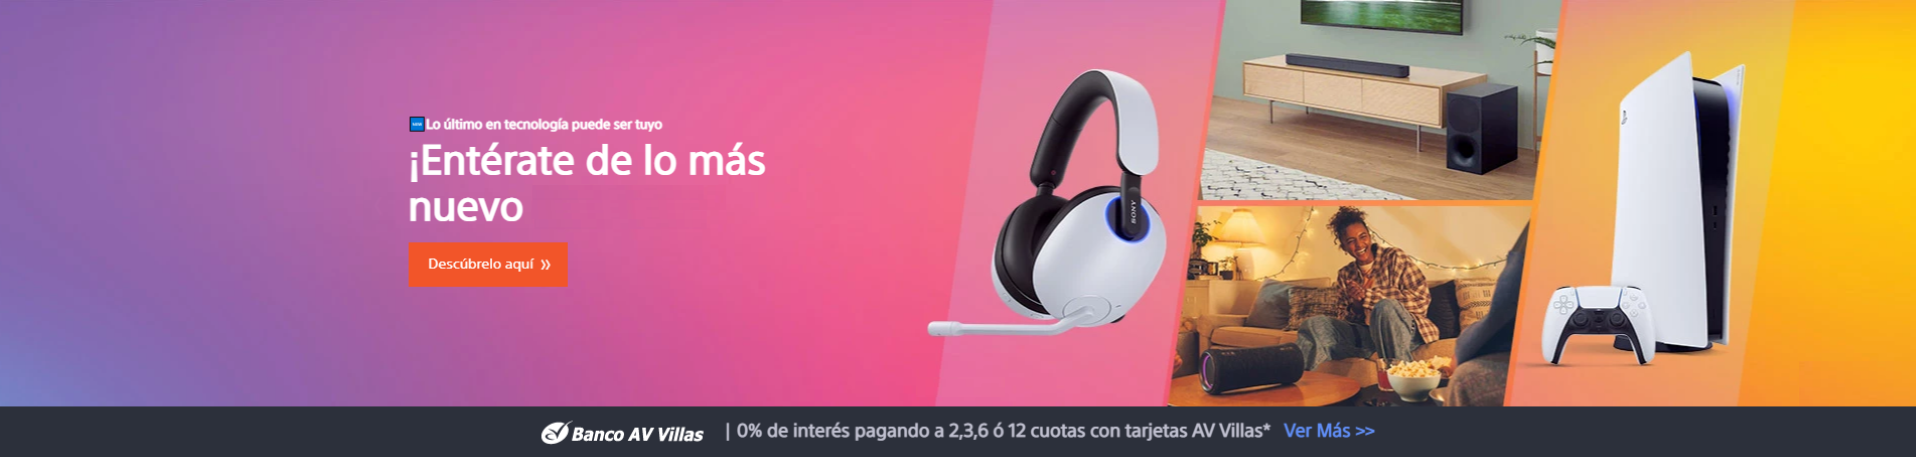 Lo último en tecnología puede ser tuyo
¡Entérate de lo más
nuevo
Descúbrelo aquí »
SONY
Banco AV Villas | 0% de interés pagando a 2,3,6 ó 12 cuotas con tarjetas AV Villas* Ver Más >>